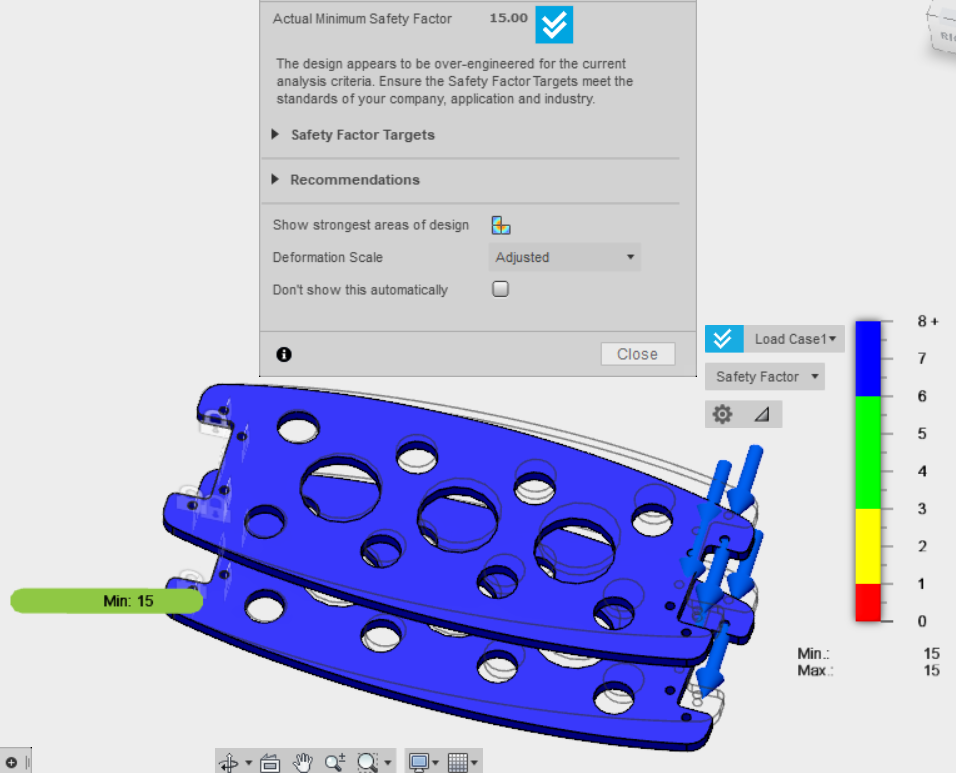 Actual Minimum Safety Factor 15.00
The design appears to be over-engineered for the current
analysis criteria. Ensure the Safety Factor Targets meet the
standards of your company, application and industry.
Safety Factor Targets
Recommendations
Show strongest areas of design
Deformation Scale Adjusted
Don't show this automatically
Close
Load Case1
Safety Factor
8 +
7
6
5
4
3
2
1
0
Min.: 15
Max.: 15
Min: 15